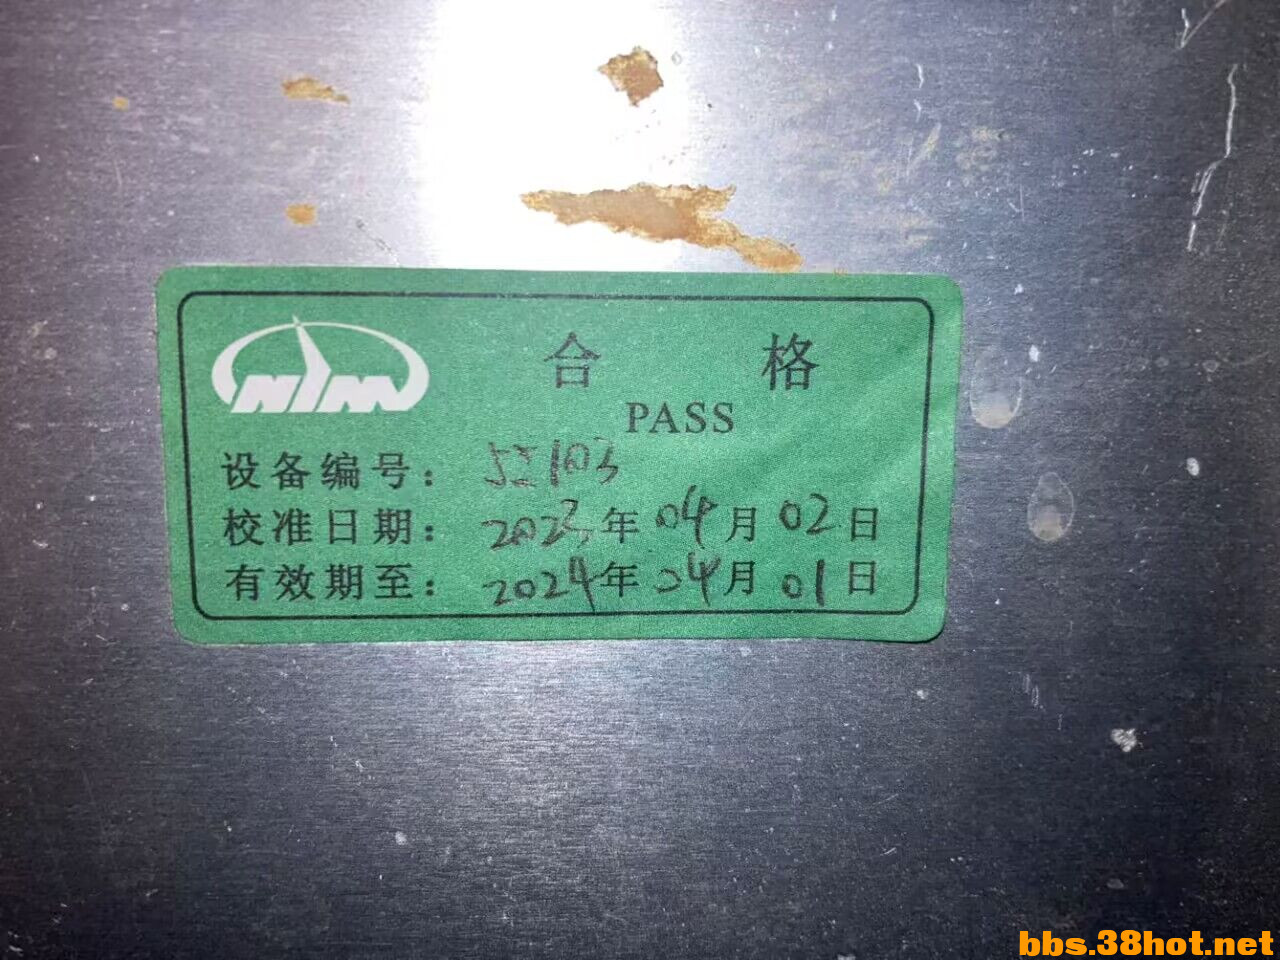 NIM
合格
PASS
设备编号：
校准日期：2023年04月02日
有效期至：2024年04月01日
bbs.38hot.net